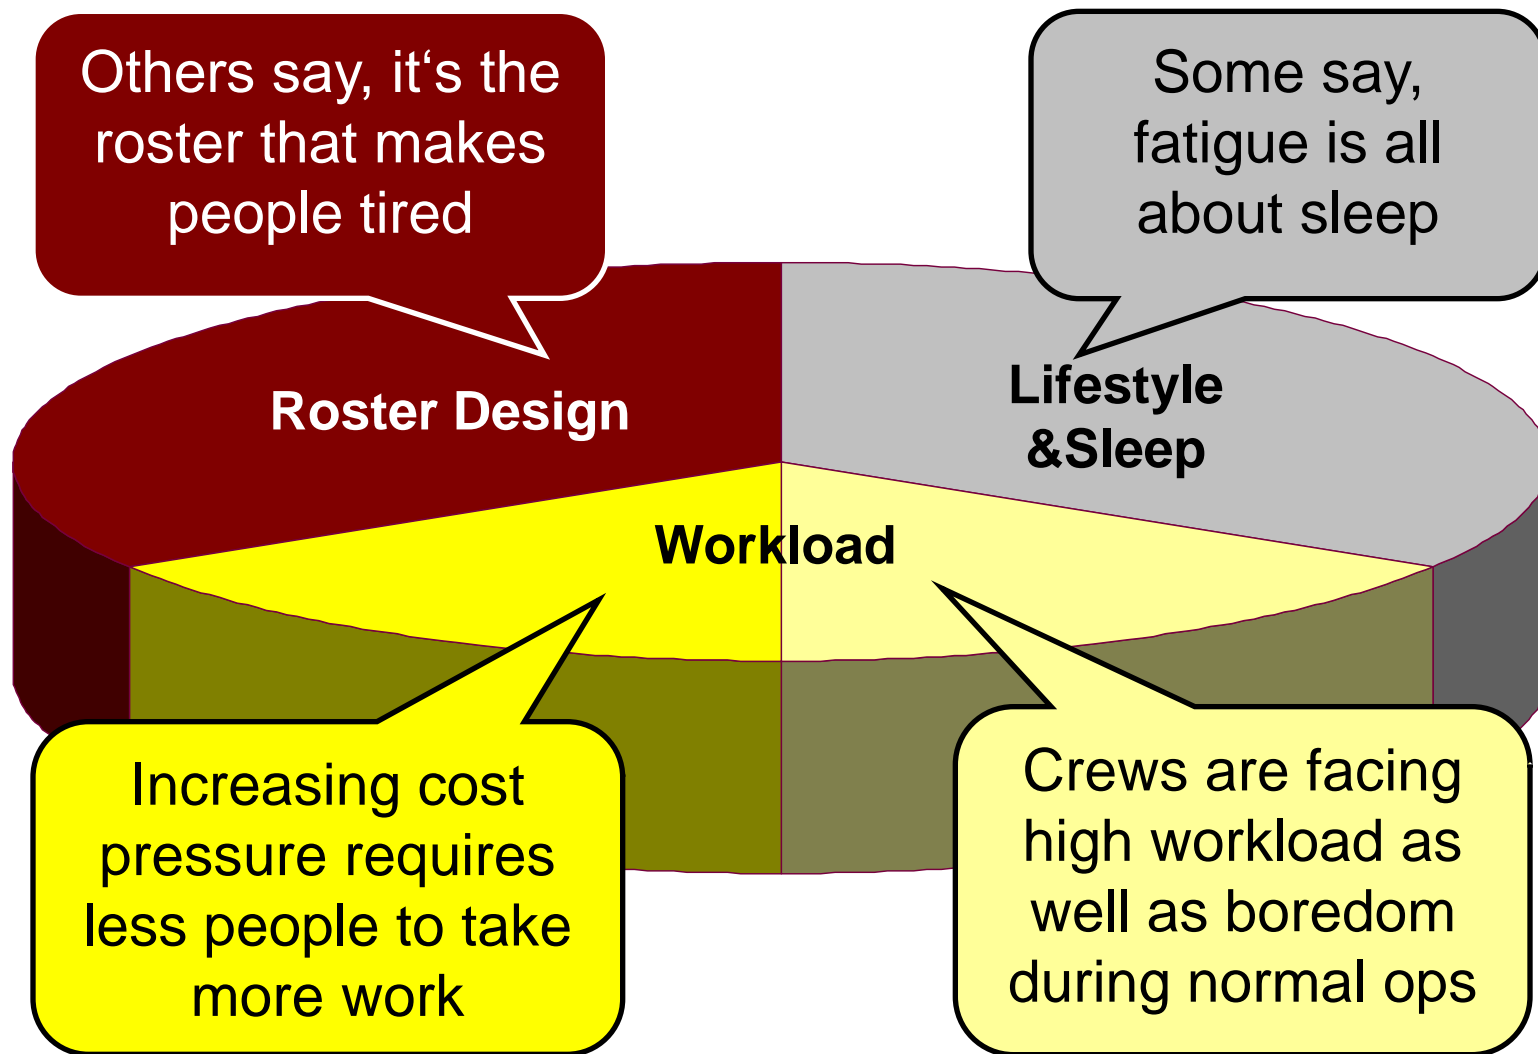 Others say, it‘s the
roster that makes
people tired
Some say,
fatigue is all
about sleep
Roster Design
Lifestyle
&Sleep
Workload
Increasing cost
pressure requires
less people to take
more work
Crews are facing
high workload as
well as boredom
during normal ops